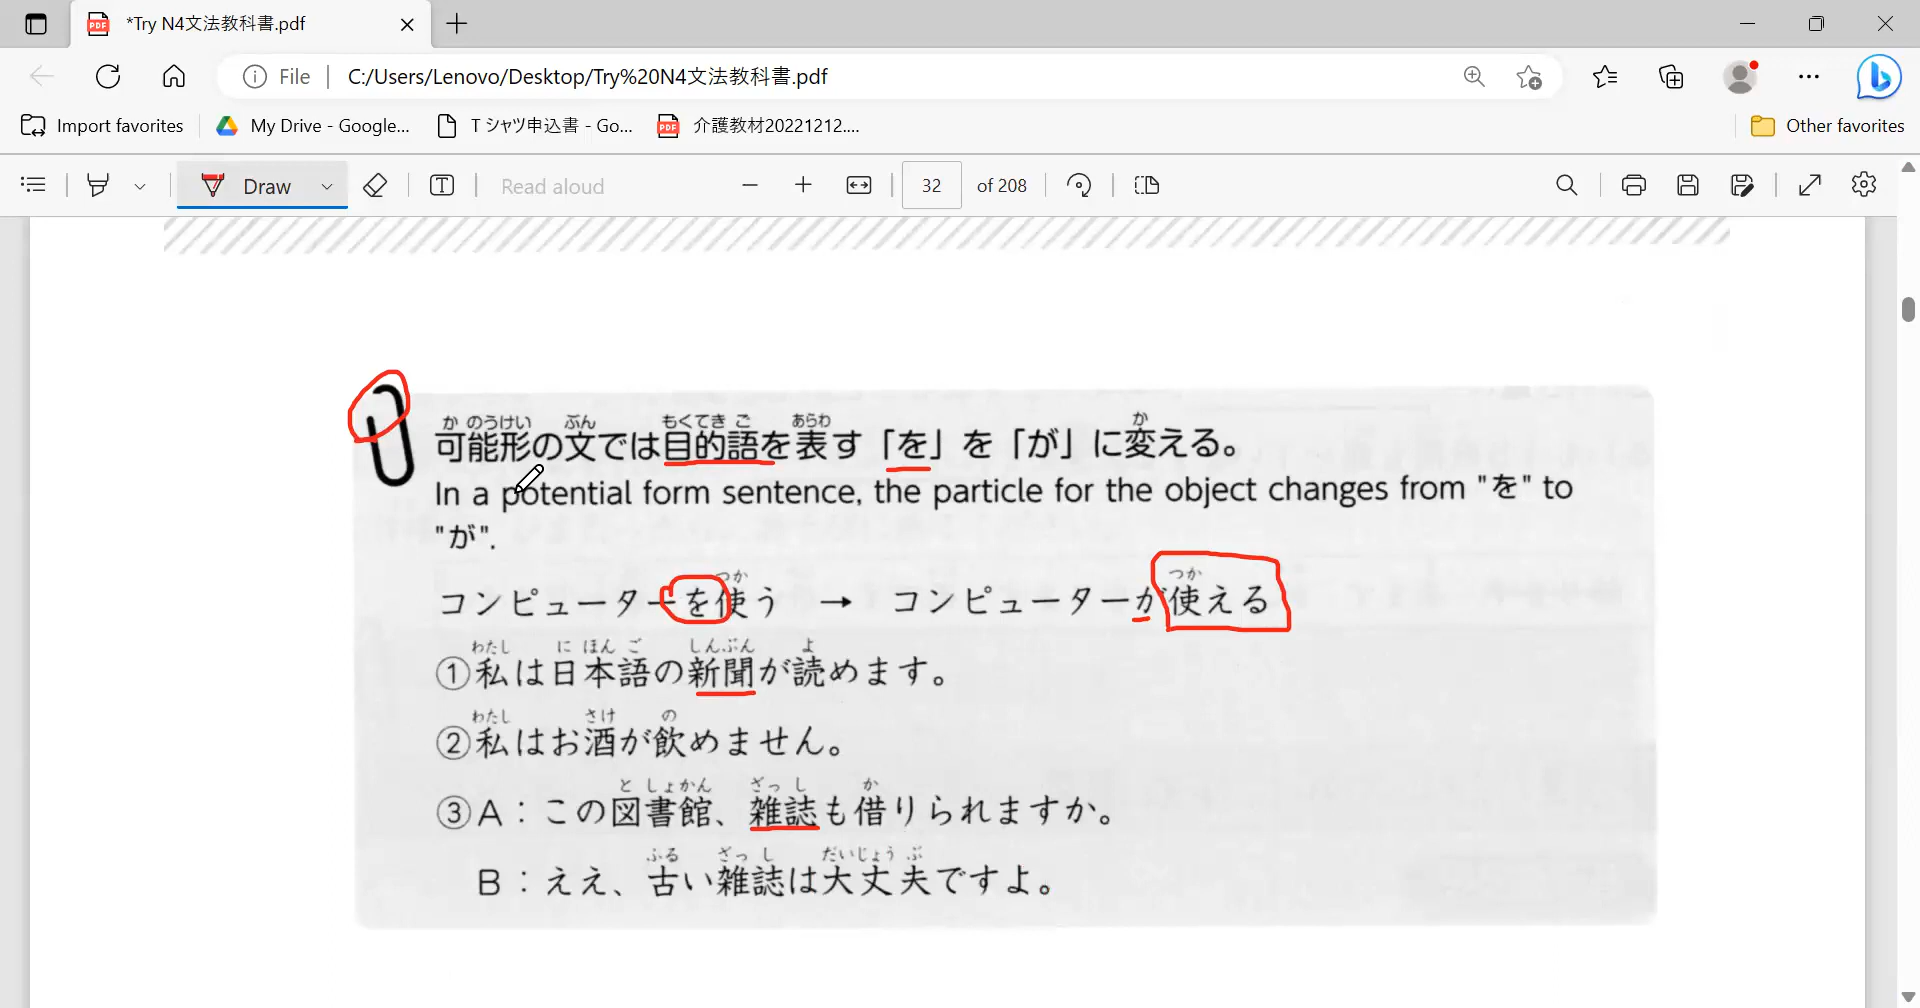 *Try N4文法教科書.pdf
File C:/Users/Lenovo/Desktop/Try%20N4文法教科書.pdf
Import favorites My Drive - Google... Tシャツ申込書 - Go... 介護教材20221212.... Other favorites
Draw Read aloud 32 of 208
か のうけい ぶん もくてき ご あらわ か
可能形の文では目的語を表す「を」を「が」に変える。
In a potential form sentence, the particle for the object changes from "を" to
"が".
つか つか
コンピューターを使う → コンピューターが使える
わたし に ほん ご しんぶん よ
①私は日本語の新聞が読めます。
わたし さけ の
②私はお酒が飲めません。
と しょかん ざっ し か
③A：この図書館、雑誌も借りられますか。
ふる ざっ し だいじょう ぶ
B：ええ、古い雑誌は大丈夫ですよ。